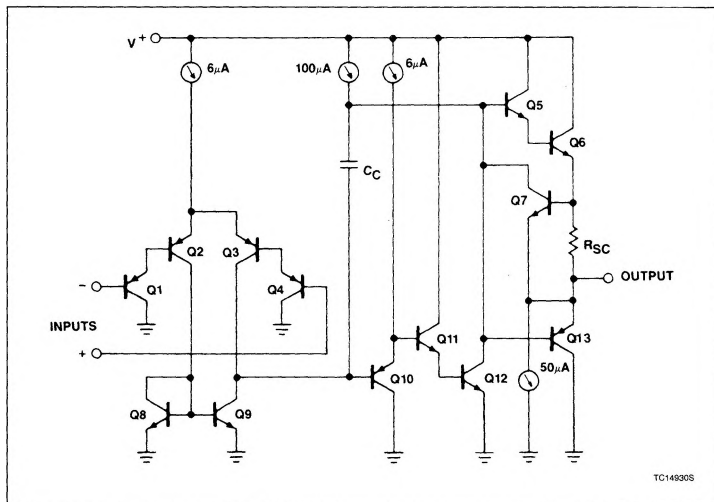 V+
6µA
100µA
6µA
Q5
Q6
CC
Q7
Q2
Q3
RSC
−
Q1
Q4
OUTPUT
INPUTS
+
Q11
Q13
Q10
Q12
50µA
Q8
Q9
TC14930S